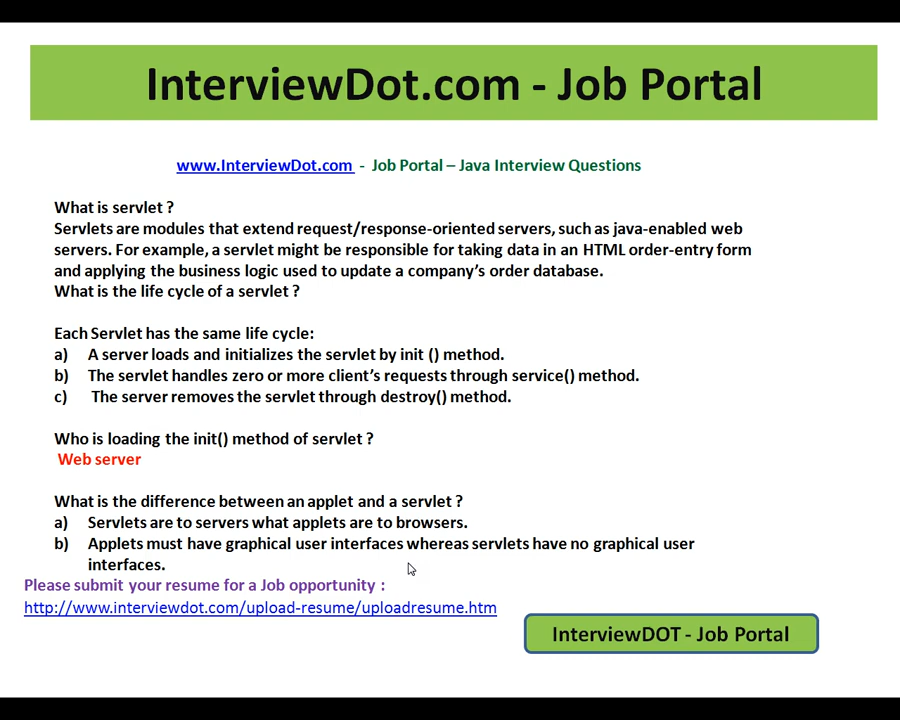 InterviewDot.com - Job Portal
www.InterviewDot.com - Job Portal – Java Interview Questions
What is servlet ?
Servlets are modules that extend request/response-oriented servers, such as java-enabled web
servers. For example, a servlet might be responsible for taking data in an HTML order-entry form
and applying the business logic used to update a company's order database.
What is the life cycle of a servlet ?
Each Servlet has the same life cycle:
a) A server loads and initializes the servlet by init () method.
b) The servlet handles zero or more client's requests through service() method.
c) The server removes the servlet through destroy() method.
Who is loading the init() method of servlet ?
Web server
What is the difference between an applet and a servlet ?
a) Servlets are to servers what applets are to browsers.
b) Applets must have graphical user interfaces whereas servlets have no graphical user
interfaces.
Please submit your resume for a Job opportunity :
http://www.interviewdot.com/upload-resume/uploadresume.htm
InterviewDOT - Job Portal